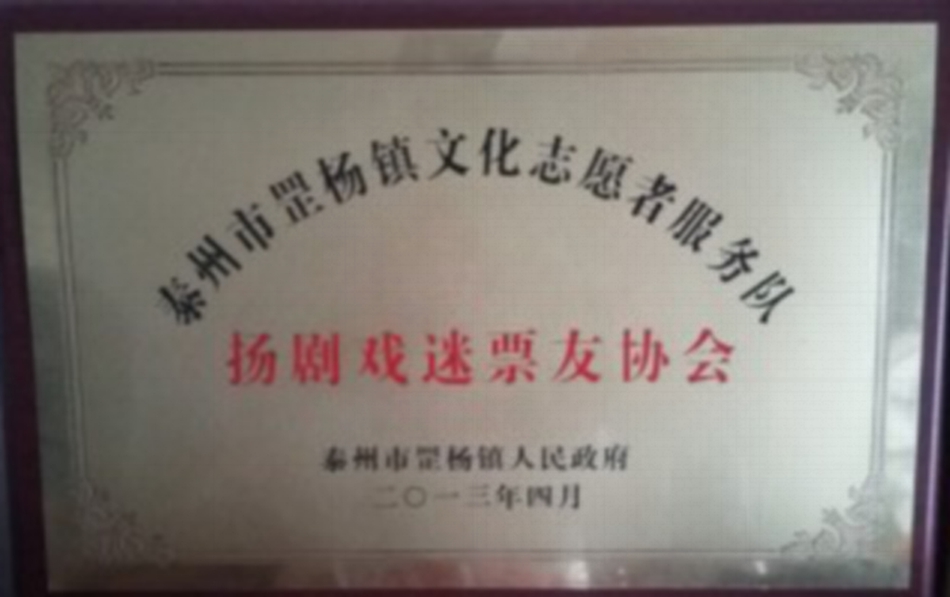 泰州市罡杨镇文化志愿者服务队
扬剧戏迷票友协会
泰州市罡杨镇人民政府
二〇一三年四月